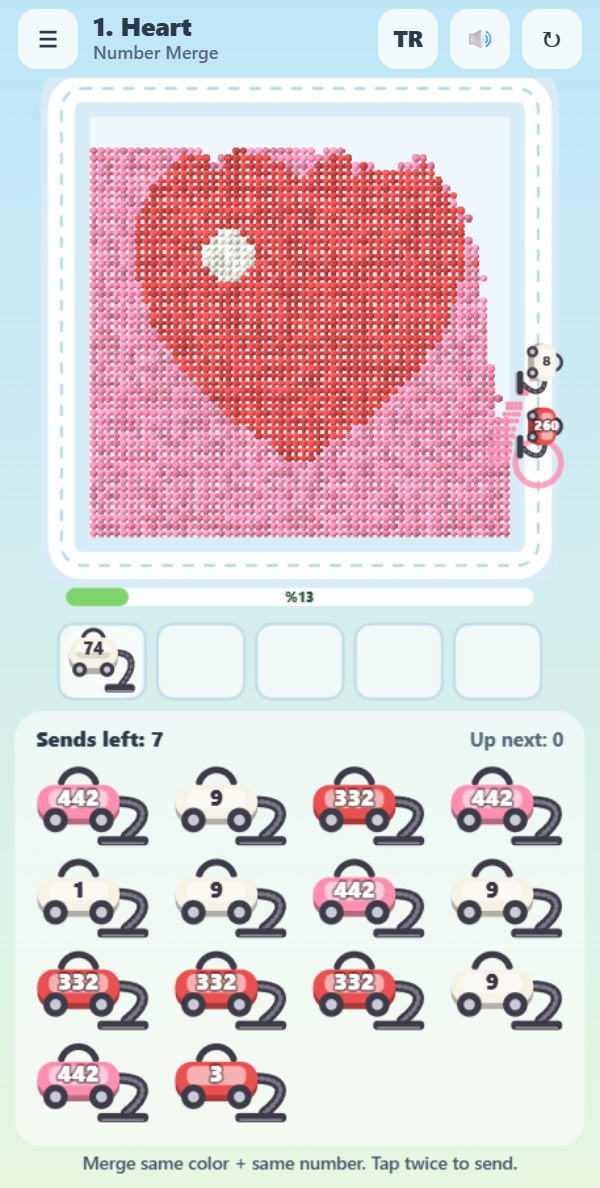 1. Heart
Number Merge
TR
8
260
%13
74
Sends left: 7
Up next: 0
442 9 332 442
1 9 442 9
332 332 332 9
442 3
Merge same color + same number. Tap twice to send.